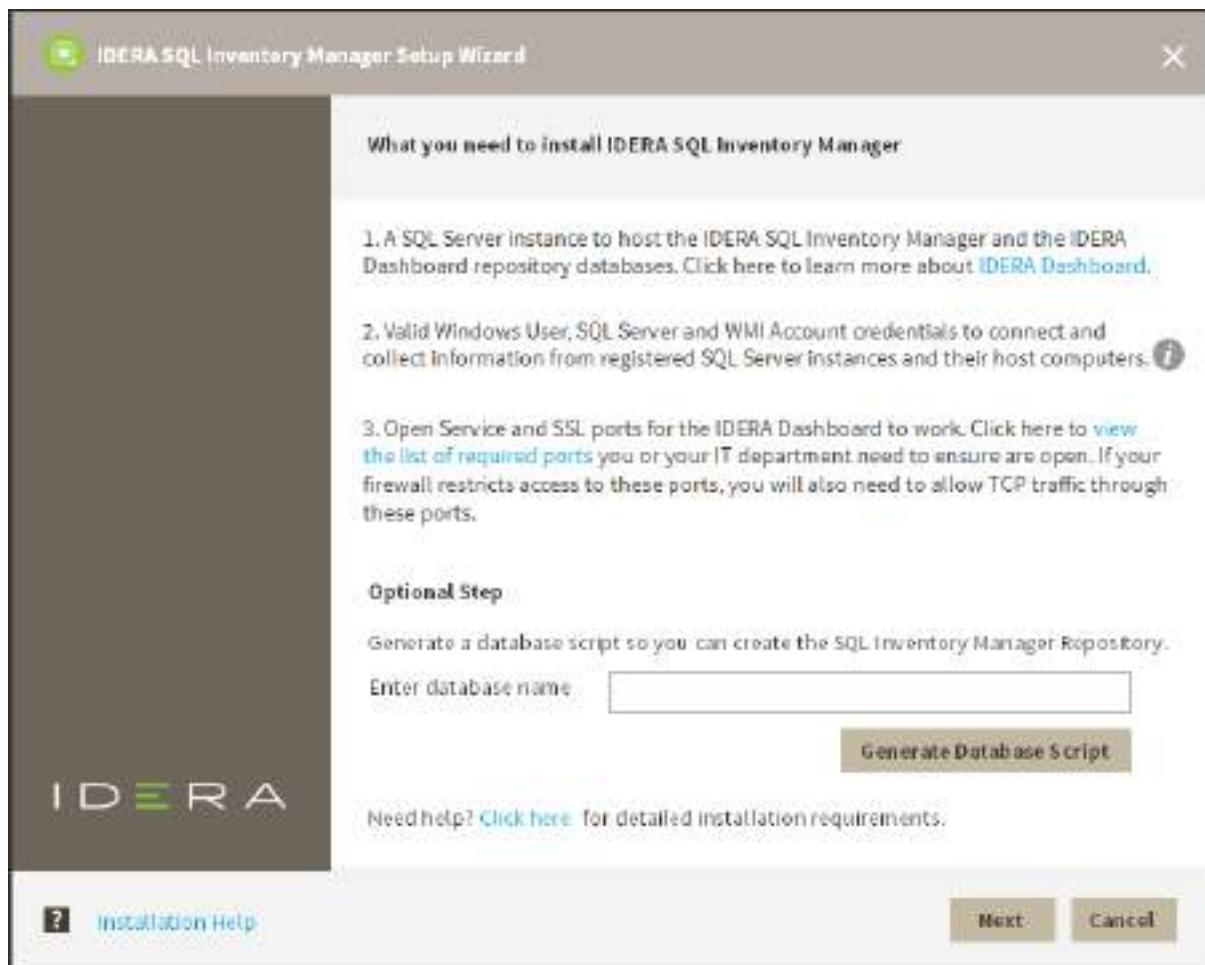 IDERA SQL Inventory Manager Setup Wizard
What you need to install IDERA SQL Inventory Manager
1. A SQL Server instance to host the IDERA SQL Inventory Manager and the IDERA
Dashboard repository databases. Click here to learn more about IDERA Dashboard.
2. Valid Windows User, SQL Server and WMI Account credentials to connect and
collect information from registered SQL Server instances and their host computers.
3. Open Service and SSL ports for the IDERA Dashboard to work. Click here to view
the list of required ports you or your IT department need to ensure are open. If your
firewall restricts access to these ports, you will also need to allow TCP traffic through
these ports.
Optional Step
Generate a database script so you can create the SQL Inventory Manager Repository.
Enter database name
Generate Database Script
IDERA
Need help? Click here for detailed installation requirements.
? Installation Help
Next
Cancel